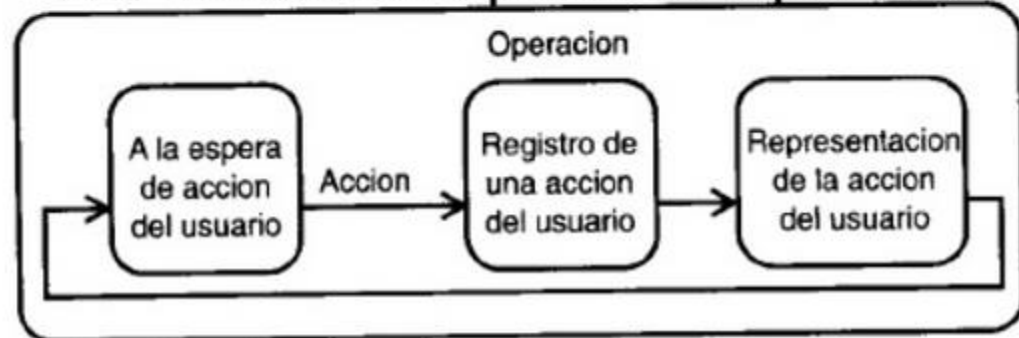 Operacion
A la espera
de accion
del usuario
Accion
Registro de
una accion
del usuario
Representacion
de la accion
del usuario